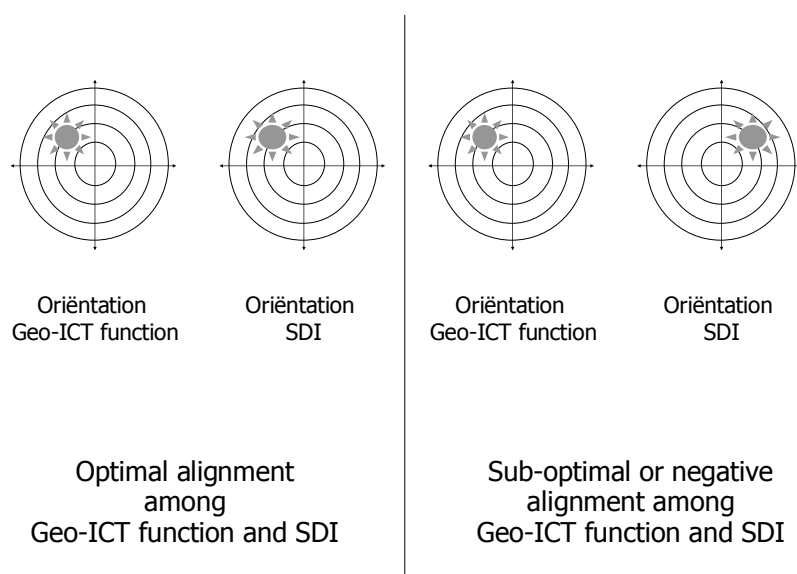 Oriëntation
Geo-ICT function
Oriëntation
SDI
Oriëntation
Geo-ICT function
Oriëntation
SDI
Optimal alignment
among
Geo-ICT function and SDI
Sub-optimal or negative
alignment among
Geo-ICT function and SDI